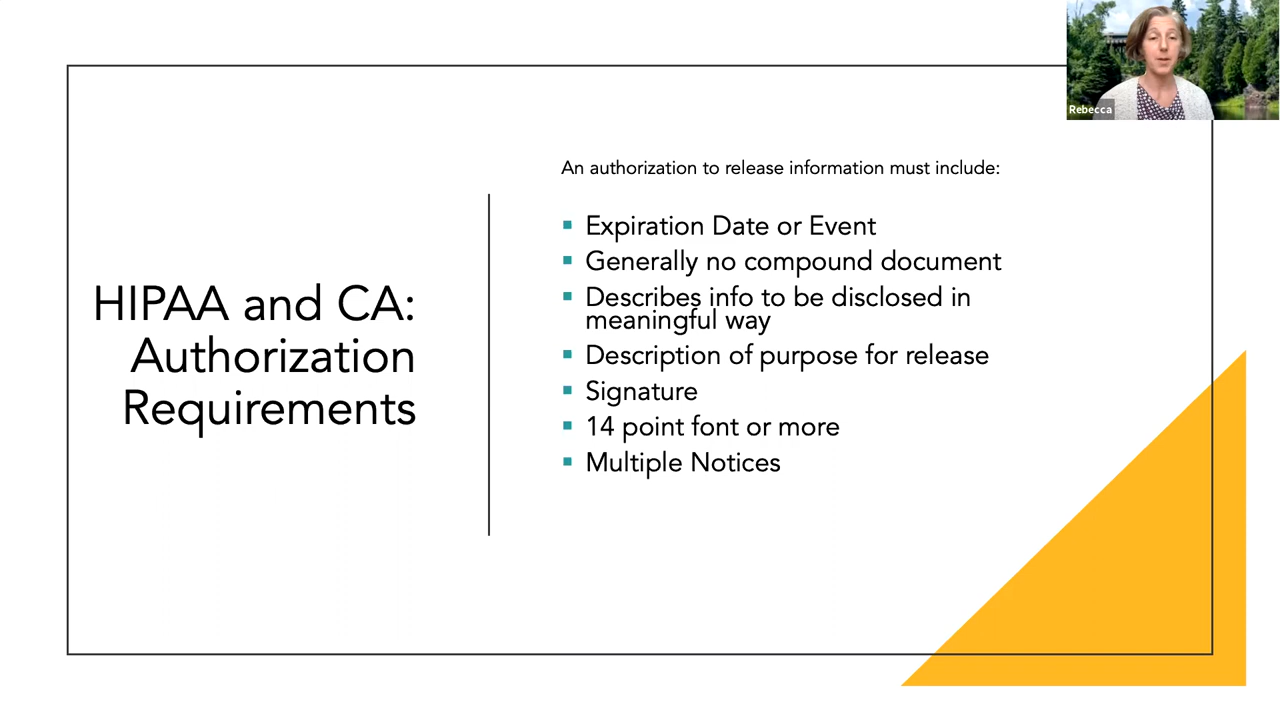 Rebecca
HIPAA and CA:
Authorization
Requirements
An authorization to release information must include:
▪ Expiration Date or Event
▪ Generally no compound document
▪ Describes info to be disclosed in
meaningful way
▪ Description of purpose for release
▪ Signature
▪ 14 point font or more
▪ Multiple Notices